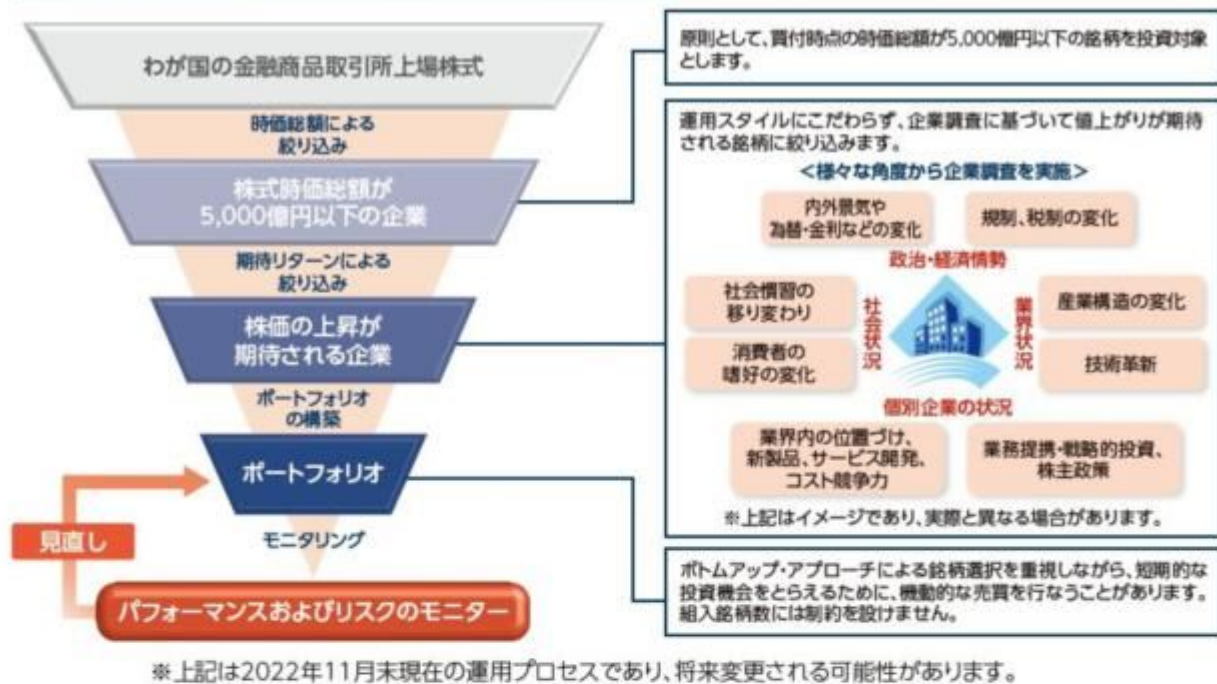 わが国の金融商品取引所上場株式
時価総額による
絞り込み
株式時価総額が
5,000億円以下の企業
期待リターンによる
絞り込み
株価の上昇が
期待される企業
ポートフォリオ
の構築
ポートフォリオ
見直し
モニタリング
パフォーマンスおよびリスクのモニター
原則として、買付時点の時価総額が5,000億円以下の銘柄を投資対象
とします。
運用スタイルにこだわらず、企業調査に基づいて値上がりが期待
される銘柄に絞り込みます。
<様々な角度から企業調査を実施>
内外景気や
為替・金利などの変化
規制、税制の変化
政治・経済情勢
社会慣習の
移り変わり
消費者の
嗜好の変化
社会状況
業界状況
産業構造の変化
技術革新
個別企業の状況
業界内の位置づけ、
新製品、サービス開発、
コスト競争力
業務提携・戦略的投資、
株主政策
※上記はイメージであり、実際と異なる場合があります。
ボトムアップ・アプローチによる銘柄選択を重視しながら、短期的な
投資機会をとらえるために、機動的な売買を行なうことがあります。
組入銘柄数には制約を設けません。
※上記は2022年11月末現在の運用プロセスであり、将来変更される可能性があります。